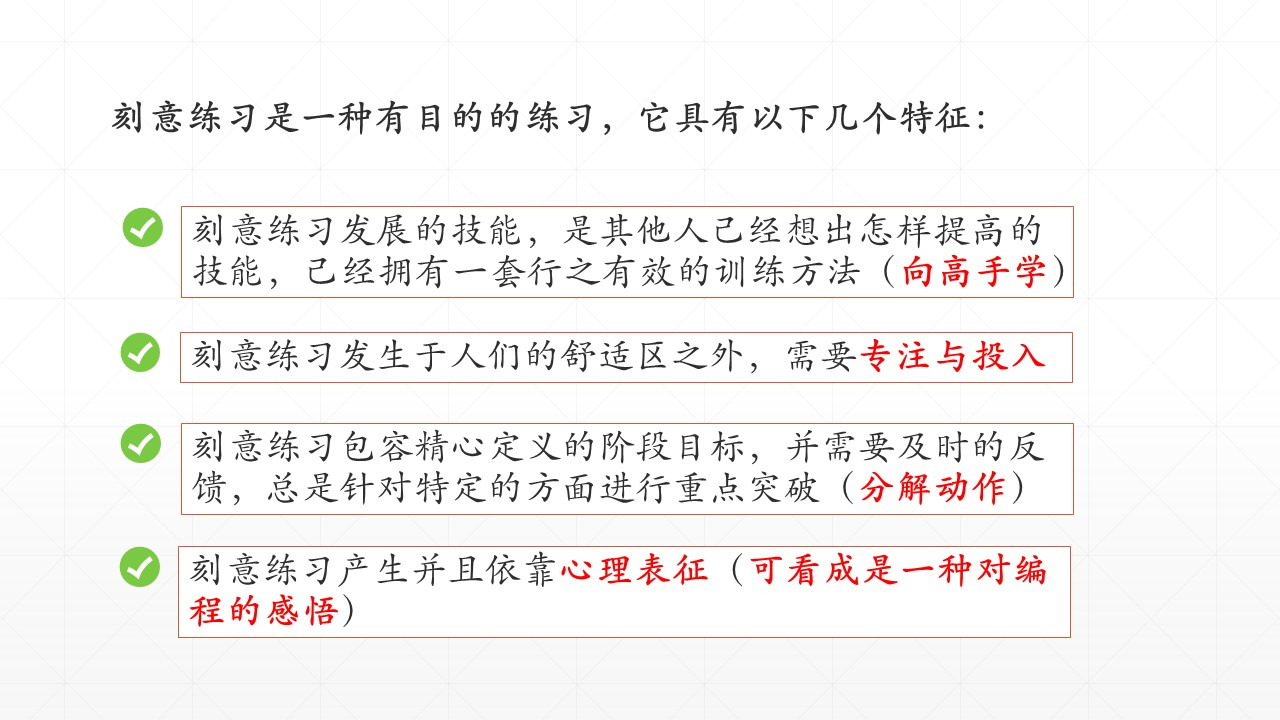 刻意练习是一种有目的的练习，它具有以下几个特征：
刻意练习发展的技能，是其他人己经想出怎样提高的
技能，己经拥有一套行之有效的训练方法（向高手学）
刻意练习发生于人们的舒适区之外，需要专注与投入
刻意练习包容精心定义的阶段目标，并需要及时的反
馈，总是针对特定的方面进行重点突破（分解动作）
刻意练习产生并且依靠心理表征（可看成是一种对编
程的感悟）